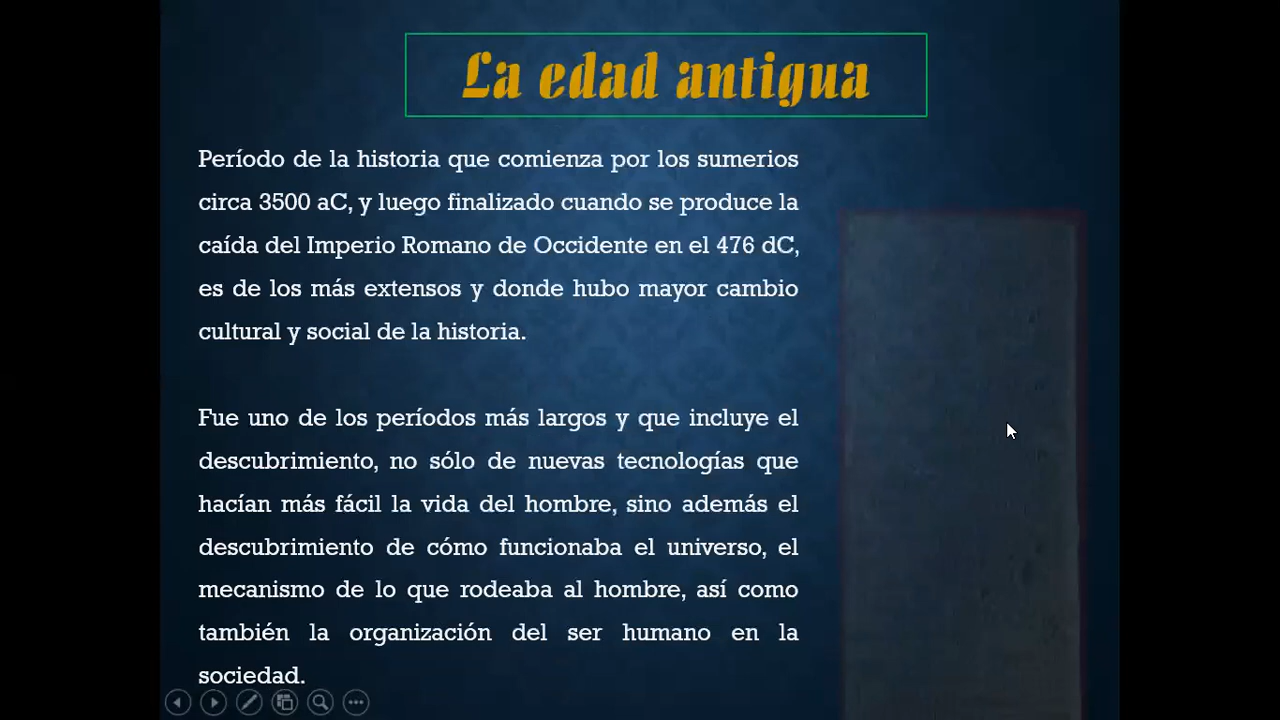 La edad antigua
Período de la historia que comienza por los sumerios
circa 3500 aC, y luego finalizado cuando se produce la
caída del Imperio Romano de Occidente en el 476 dC,
es de los más extensos y donde hubo mayor cambio
cultural y social de la historia.
Fue uno de los períodos más largos y que incluye el
descubrimiento, no sólo de nuevas tecnologías que
hacían más fácil la vida del hombre, sino además el
descubrimiento de cómo funcionaba el universo, el
mecanismo de lo que rodeaba al hombre, así como
también la organización del ser humano en la
sociedad.